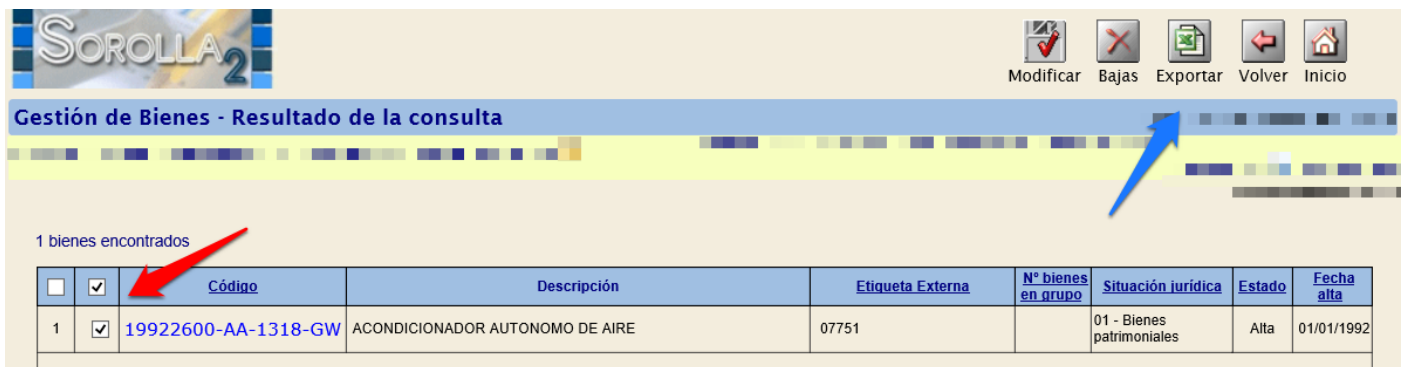 SOROLLA2
Modificar Bajas Exportar Volver Inicio
Gestión de Bienes - Resultado de la consulta
1 bienes encontrados
Código Descripción Etiqueta Externa Nº bienes en grupo Situación jurídica Estado Fecha alta
1 19922600-AA-1318-GW ACONDICIONADOR AUTONOMO DE AIRE 07751 01 - Bienes patrimoniales Alta 01/01/1992